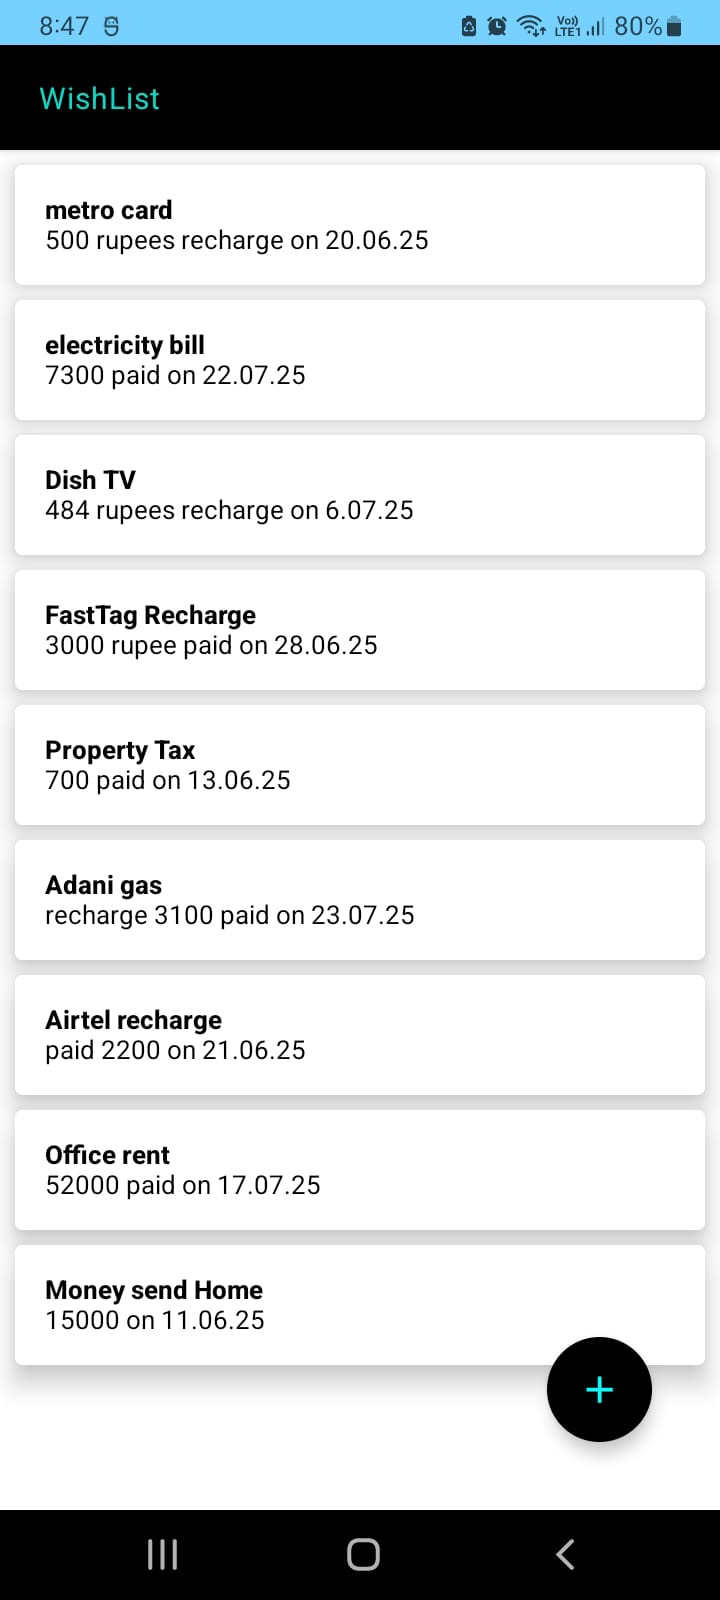 8:47
Vo)) LTE1 80%
WishList
metro card
500 rupees recharge on 20.06.25
electricity bill
7300 paid on 22.07.25
Dish TV
484 rupees recharge on 6.07.25
FastTag Recharge
3000 rupee paid on 28.06.25
Property Tax
700 paid on 13.06.25
Adani gas
recharge 3100 paid on 23.07.25
Airtel recharge
paid 2200 on 21.06.25
Office rent
52000 paid on 17.07.25
Money send Home
15000 on 11.06.25
+